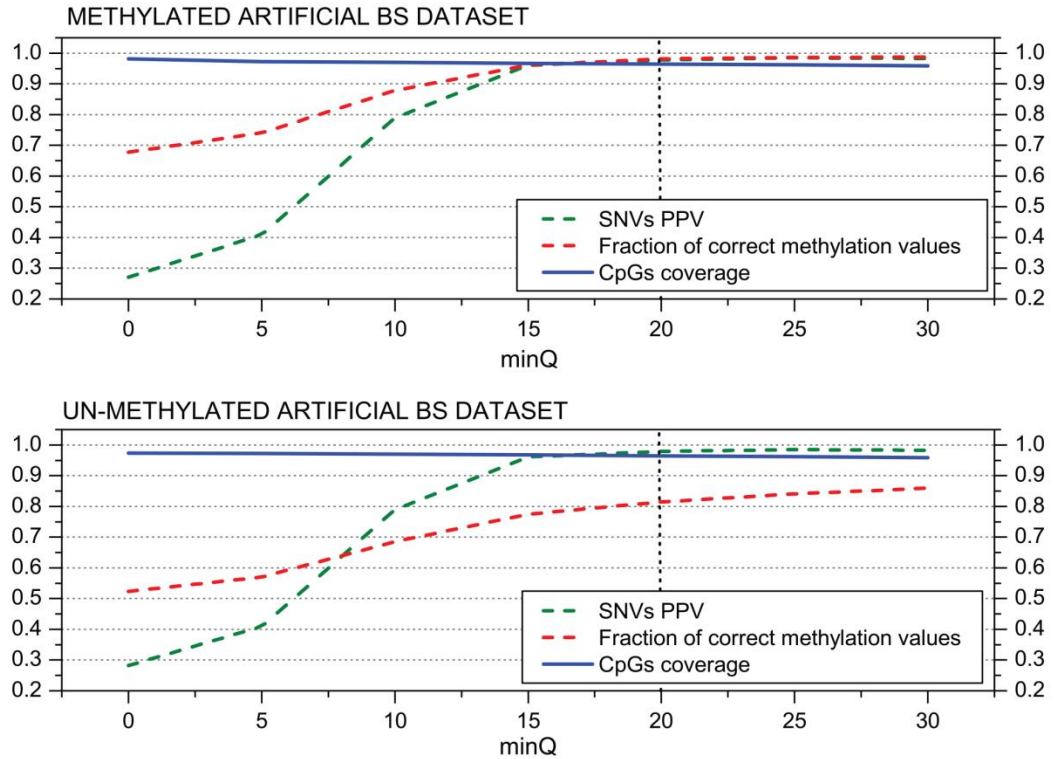 METHYLATED ARTIFICIAL BS DATASET
1.0 1.0
0.9 0.9
0.8 0.8
0.7 0.7
0.6 0.6
0.5 0.5
0.4 0.4
0.3 0.3
0.2 0.2
SNVs PPV
Fraction of correct methylation values
CpGs coverage
0 5 10 15 20 25 30
minQ
UN-METHYLATED ARTIFICIAL BS DATASET
1.0 1.0
0.9 0.9
0.8 0.8
0.7 0.7
0.6 0.6
0.5 0.5
0.4 0.4
0.3 0.3
0.2 0.2
SNVs PPV
Fraction of correct methylation values
CpGs coverage
0 5 10 15 20 25 30
minQ